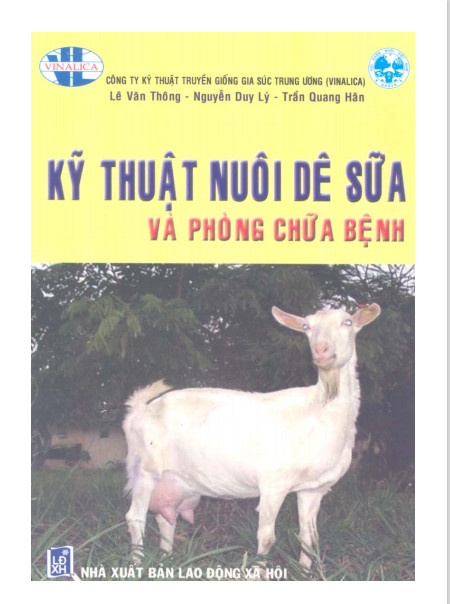 VINALICA
CÔNG TY KỸ THUẬT TRUYỀN GIỐNG GIA SÚC TRUNG ƯƠNG (VINALICA)
Lê Văn Thông - Nguyễn Duy Lý - Trần Quang Hân
KỸ THUẬT NUÔI DÊ SỮA
VÀ PHÒNG CHỮA BỆNH
LĐ
XH
NHÀ XUẤT BẢN LAO ĐỘNG XÃ HỘI